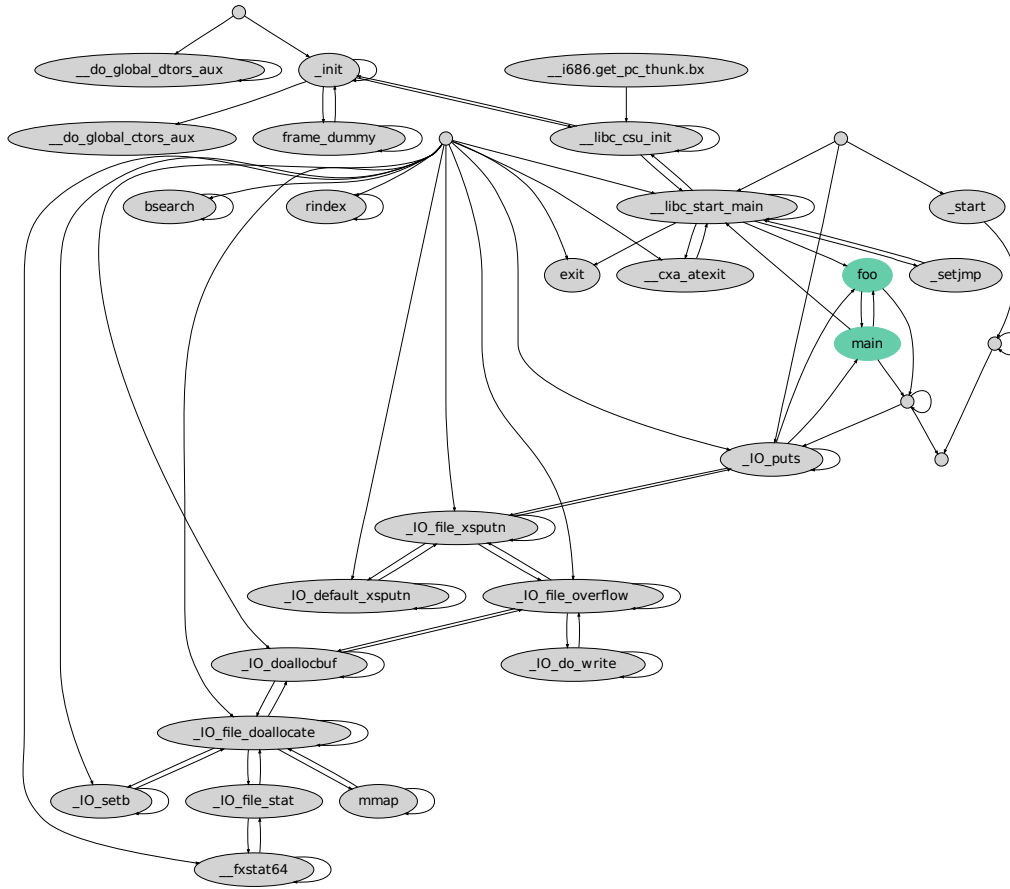 __do_global_dtors_aux
_init
__i686.get_pc_thunk.bx
__do_global_ctors_aux
frame_dummy
__libc_csu_init
bsearch
rindex
__libc_start_main
_start
exit
__cxa_atexit
foo
_setjmp
main
_IO_puts
_IO_file_xsputn
_IO_default_xsputn
_IO_file_overflow
_IO_doallocbuf
_IO_do_write
_IO_file_doallocate
_IO_setb
_IO_file_stat
mmap
__fxstat64